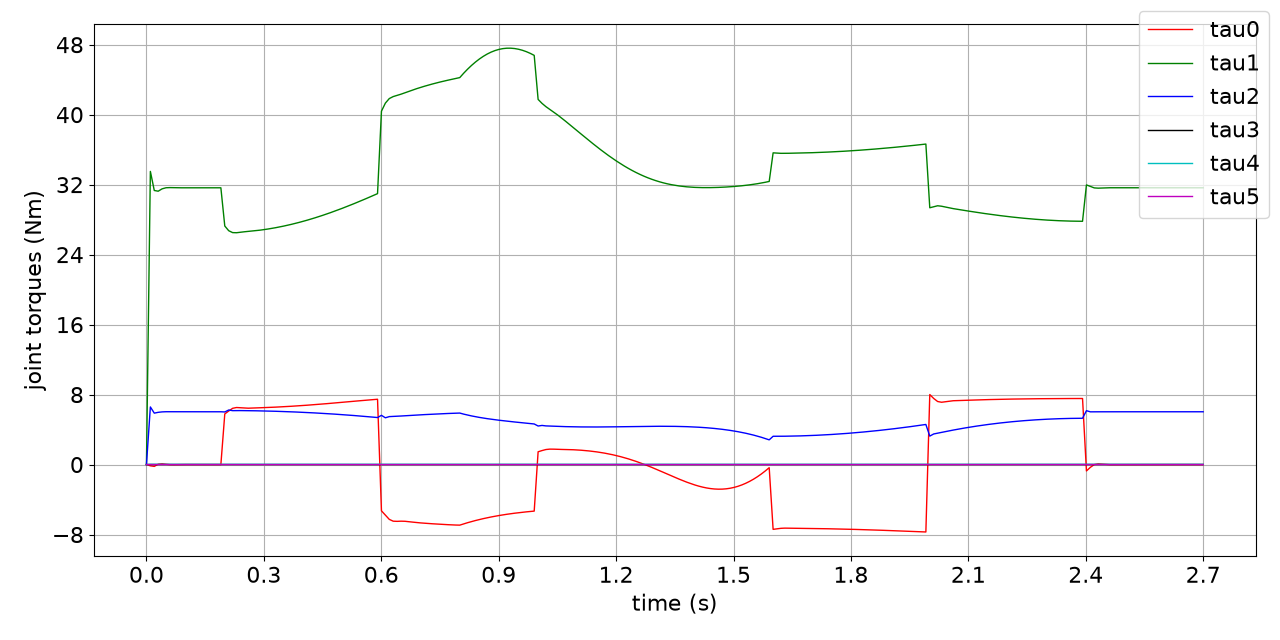 48
40
32
24
16
8
0
−8
joint torques (Nm)
0.0 0.3 0.6 0.9 1.2 1.5 1.8 2.1 2.4 2.7
time (s)
tau0
tau1
tau2
tau3
tau4
tau5